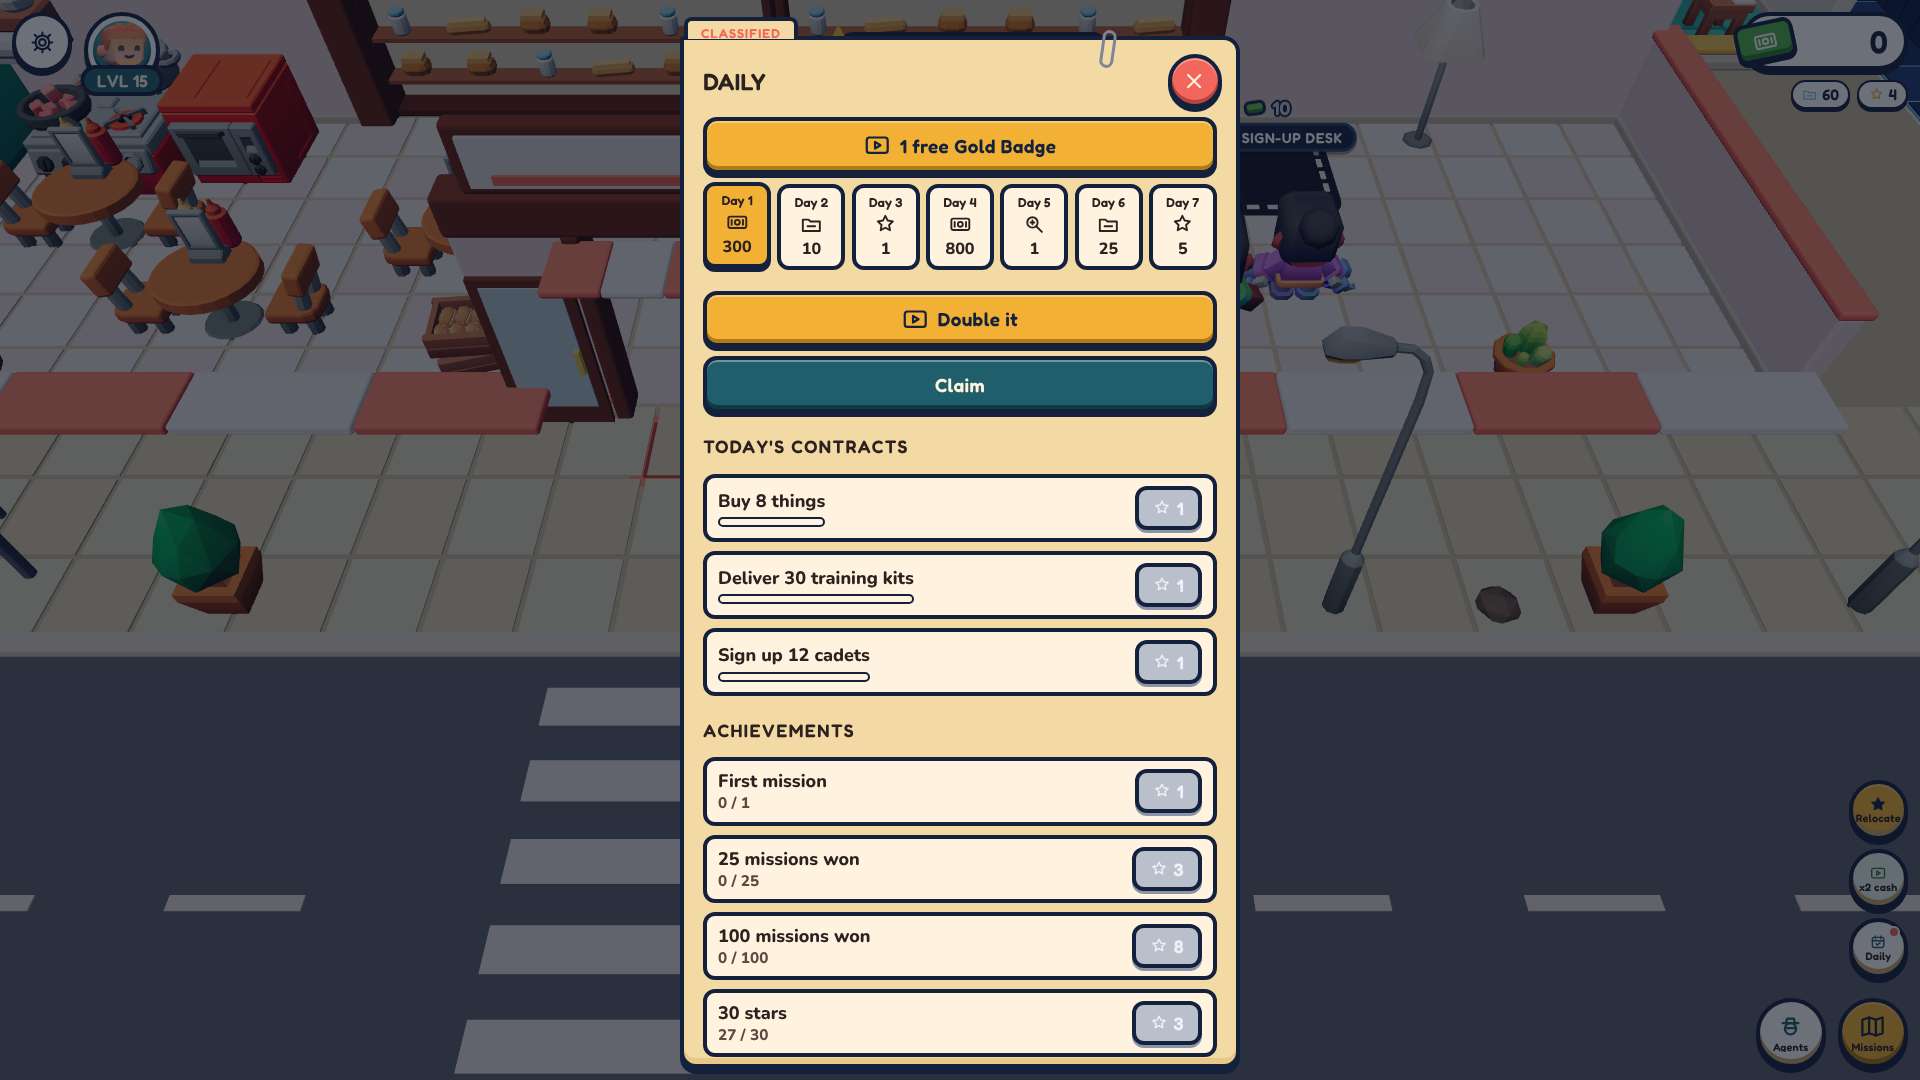 CLASSIFIED
DAILY
LVL 15
0
60
4
10
SIGN-UP DESK
1 free Gold Badge
Day 1
300
Day 2
10
Day 3
1
Day 4
800
Day 5
1
Day 6
25
Day 7
5
Double it
Claim
TODAY'S CONTRACTS
Buy 8 things
1
Deliver 30 training kits
1
Sign up 12 cadets
1
ACHIEVEMENTS
First mission
0 / 1
1
25 missions won
0 / 25
3
100 missions won
0 / 100
8
30 stars
27 / 30
3
Relocate
x2 cash
Daily
Agents
Missions